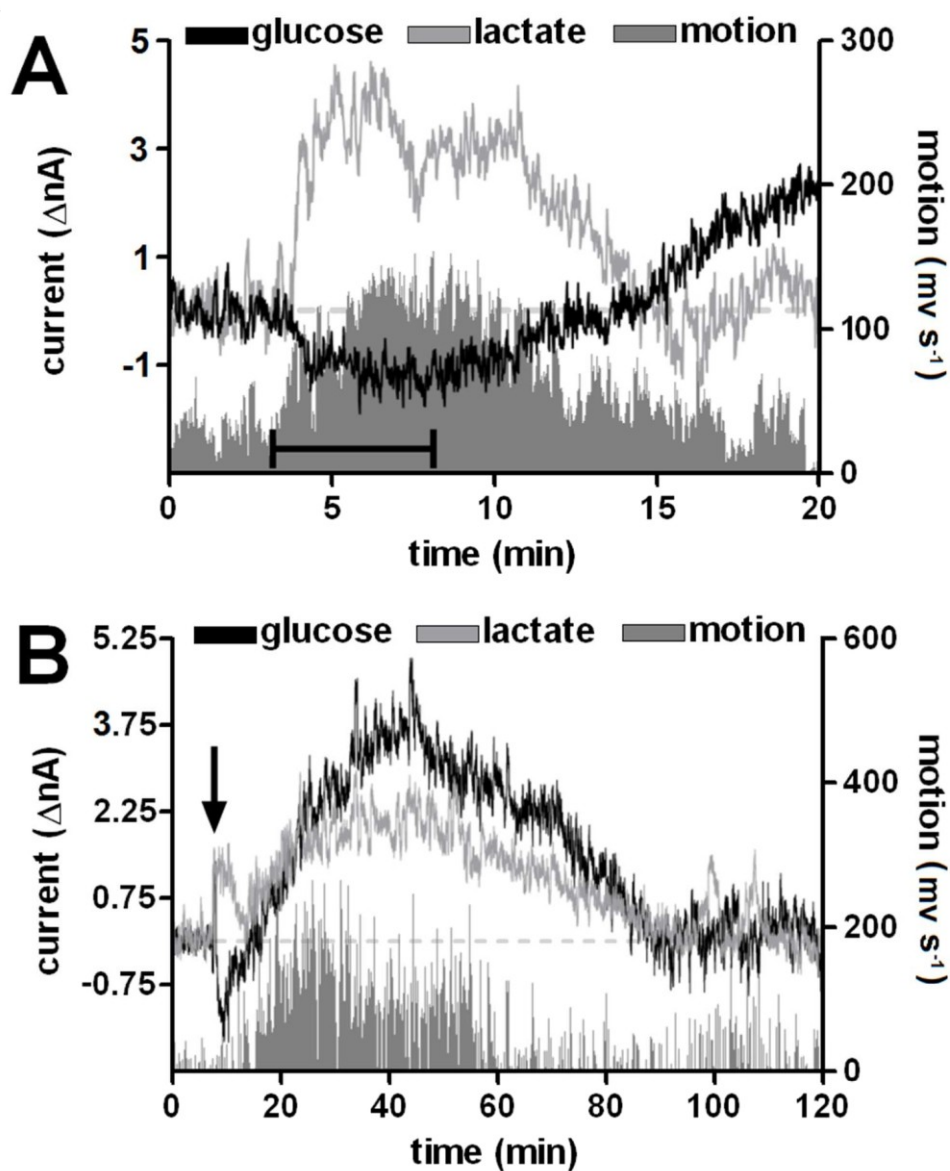 A
glucose lactate motion
5
3
1
-1
current (ΔnA)
300
200
100
0
motion ( mv s-1)
0 5 10 15 20
time (min)
B
glucose lactate motion
5.25
3.75
2.25
0.75
-0.75
current (ΔnA)
600
400
200
0
motion ( mv s-1)
0 20 40 60 80 100 120
time (min)